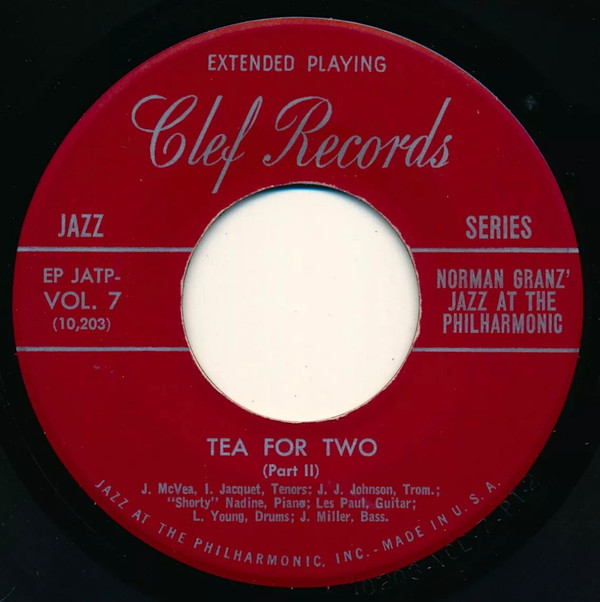 EXTENDED PLAYING
Clef Records
JAZZ SERIES
EP JATP-
VOL. 7
(10,203)
NORMAN GRANZ'
JAZZ AT THE
PHILHARMONIC
TEA FOR TWO
(Part II)
J. McVea, I. Jacquet, Tenors: J. J. Johnson, Trom.;
"Shorty" Nadine, Piano; Les Paul, Guitar;
L. Young, Drums; J. Miller, Bass.
JAZZ AT THE PHILHARMONIC, INC. - MADE IN U.S.A.